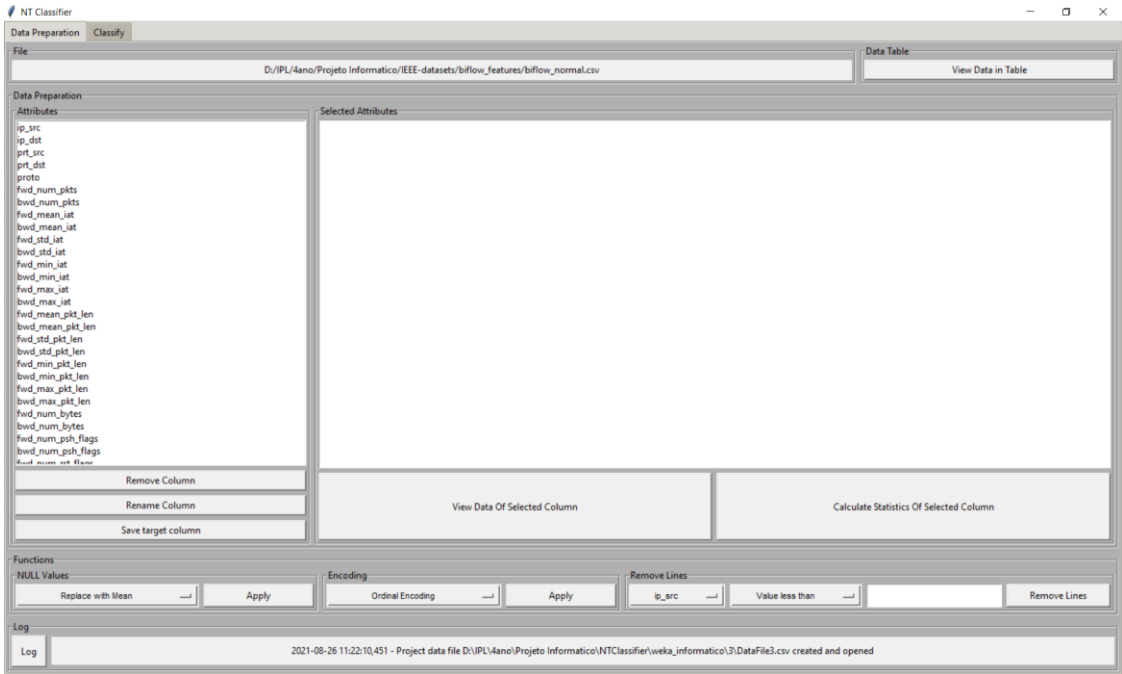 NT Classifier
Data Preparation Classify
File
D:/IPL/4ano/Projeto Informatico/IEEE-datasets/biflow_features/biflow_normal.csv
Data Table
View Data in Table
Data Preparation
Attributes
ip_src
ip_dst
prt_src
prt_dst
proto
fwd_num_pkts
bwd_num_pkts
fwd_mean_iat
bwd_mean_iat
fwd_std_iat
bwd_std_iat
fwd_min_iat
bwd_min_iat
fwd_max_iat
bwd_max_iat
fwd_mean_pkt_len
bwd_mean_pkt_len
fwd_std_pkt_len
bwd_std_pkt_len
fwd_min_pkt_len
bwd_min_pkt_len
fwd_max_pkt_len
bwd_max_pkt_len
fwd_num_bytes
bwd_num_bytes
fwd_num_psh_flags
bwd_num_psh_flags
fwd_num_rst_flags
Remove Column
Rename Column
Save target column
Selected Attributes
View Data Of Selected Column
Calculate Statistics Of Selected Column
Functions
NULL Values
Replace with Mean
Apply
Encoding
Ordinal Encoding
Apply
Remove Lines
ip_src
Value less than
Remove Lines
Log
Log
2021-08-26 11:22:10,451 - Project data file D:\IPL\4ano\Projeto Informatico\NTClassifier\weka_informatico\3\DataFile3.csv created and opened